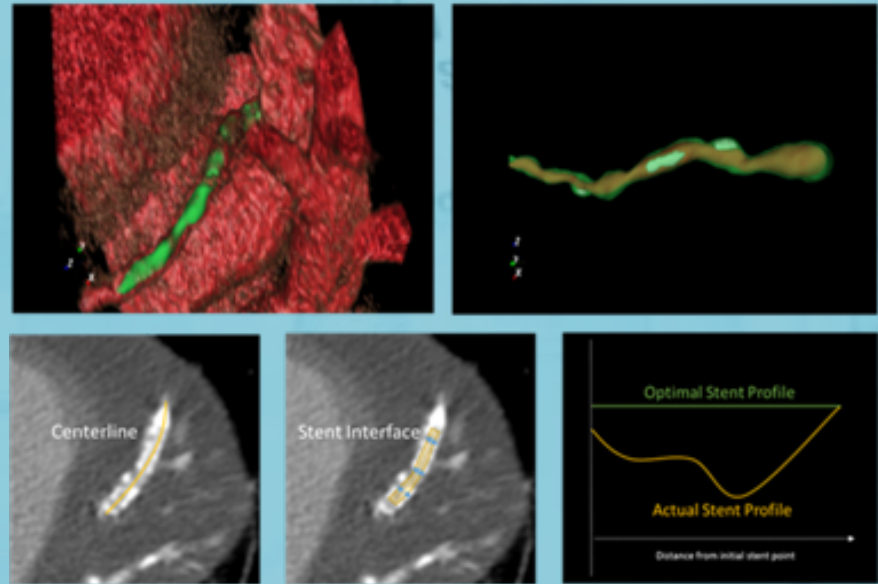 Centerline
Stent Interface
Optimal Stent Profile
Actual Stent Profile
Distance from initial stent point